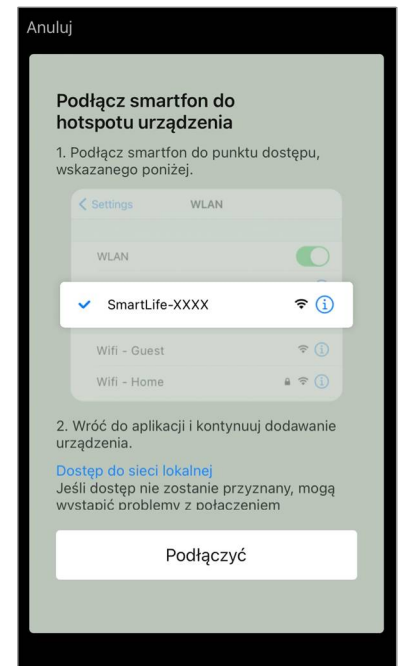 Anuluj
Podłącz smartfon do
hotspotu urządzenia
1. Podłącz smartfon do punktu dostępu,
wskazanego poniżej.
Settings WLAN
WLAN
SmartLife-XXXX
Wifi - Guest
Wifi - Home
2. Wróć do aplikacji i kontynuuj dodawanie
urządzenia.
Dostęp do sieci lokalnej
Jeśli dostęp nie zostanie przyznany, mogą
wystąpić problemy z połączeniem
Podłączyć